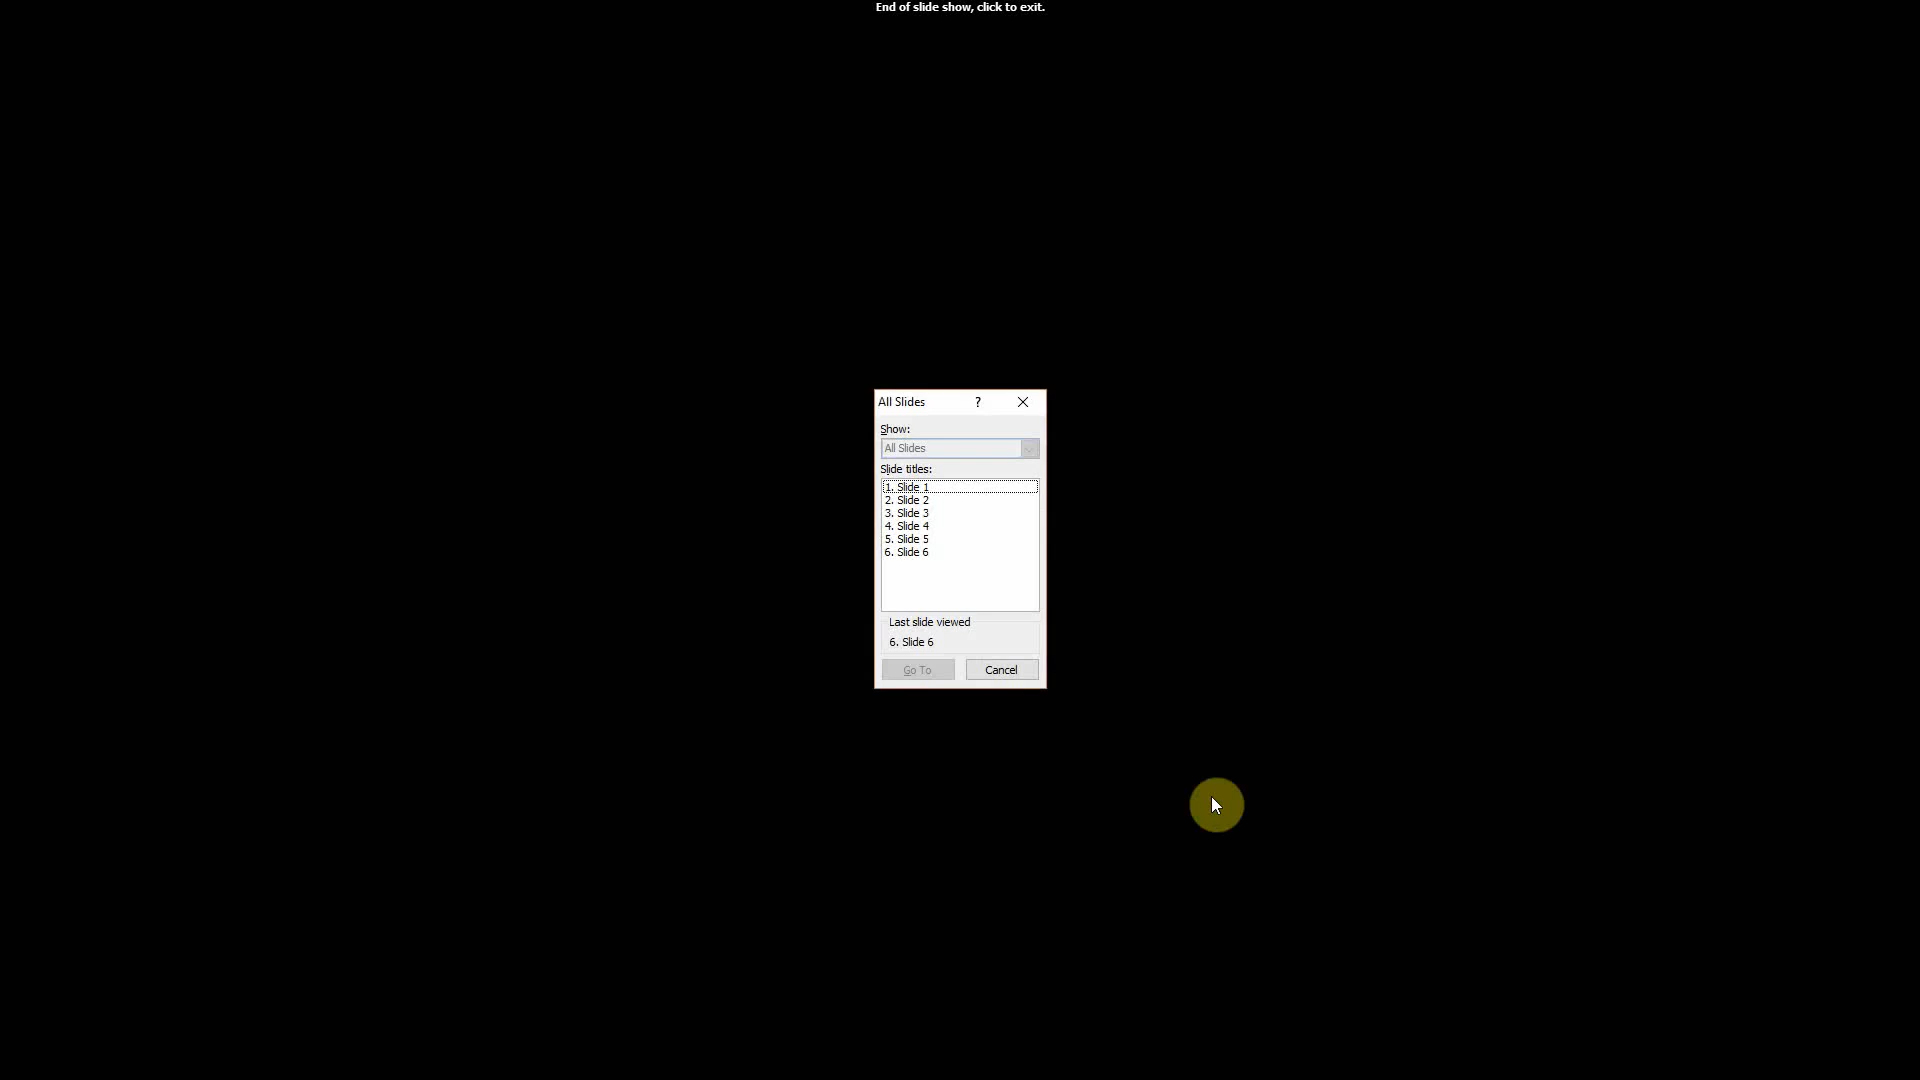 End of slide show, click to exit.
All Slides
?
Show:
All Slides
Slide titles:
1. Slide 1
2. Slide 2
3. Slide 3
4. Slide 4
5. Slide 5
6. Slide 6
Last slide viewed
6. Slide 6
Go To Cancel